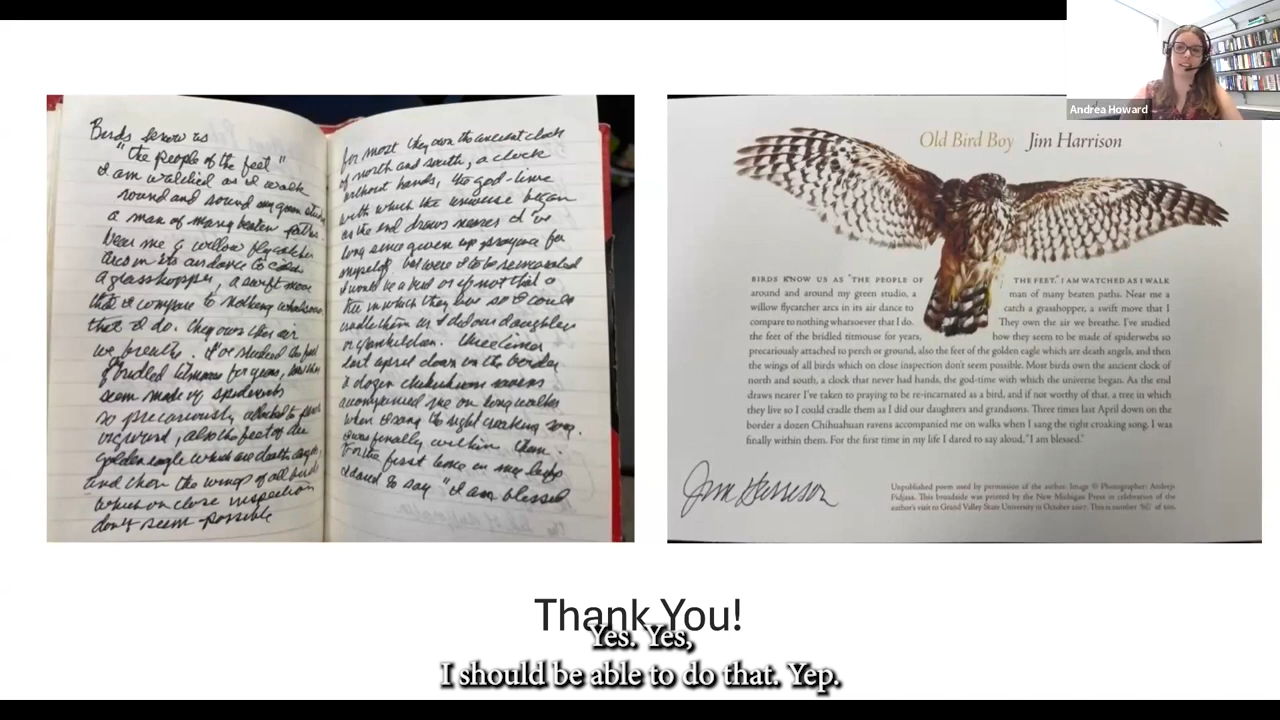 Andrea Howard
Birds know us
"the people of the feet"
I am watched as I walk
round and round my green studio
a man of many beaten paths.
Near me a willow flycatcher
arcs in its air dance to catch
a grasshopper, a swift move
that I compare to nothing whatsoever
that I do. They own the air
we breathe. I've studied the feet
of bridled titmouse for years,
seem made of spiderwebs
so precariously attached to perch
or ground, also the feet of the
golden eagle which are death angels,
and then the wings of all birds
which on close inspection
don't seem possible
for most they own the ancient clock
of north and south, a clock
without hands, the god-time
with which the universe began
as the end draws nearer I've
long since given up praying for
myself but were I to be reincarnated
I would be a bird or if not that a
tree in which they live so I could
cradle them as I did our daughters
or grandchildren. Three times
last april down on the border
a dozen chihuahuan ravens
accompanied me on long walks
when I sang the right croaking song.
I was finally within them.
For the first time in my life
I dared to say "I am blessed
Old Bird Boy Jim Harrison
BIRDS KNOW US AS "THE PEOPLE OF THE FEET." I AM WATCHED AS I WALK
around and around my green studio, a man of many beaten paths. Near me a
willow flycatcher arcs in its air dance to catch a grasshopper, a swift move that I
compare to nothing whatsoever that I do. They own the air we breathe. I've studied
the feet of the bridled titmouse for years, how they seem to be made of spiderwebs so
precariously attached to perch or ground, also the feet of the golden eagle which are death angels, and then
the wings of all birds which on close inspection don't seem possible. Most birds own the ancient clock of
north and south, a clock that never had hands, the god-time with which the universe began. As the end
draws nearer I've taken to praying to be re-incarnated as a bird, and if not worthy of that, a tree in which
they live so I could cradle them as I did our daughters and grandsons. Three times last April down on the
border a dozen Chihuahuan ravens accompanied me on walks when I sang the right croaking song. I was
finally within them. For the first time in my life I dared to say aloud, "I am blessed."
Jim Harrison
Unpublished poem used by permission of the author. Image © Photographer: Andrejs
Pidjass. This broadside was printed by the New Michigan Press in celebration of the
author's visit to Grand Valley State University in October 2007. This is number of 500.
Thank You!
Yes. Yes,
I should be able to do that. Yep.